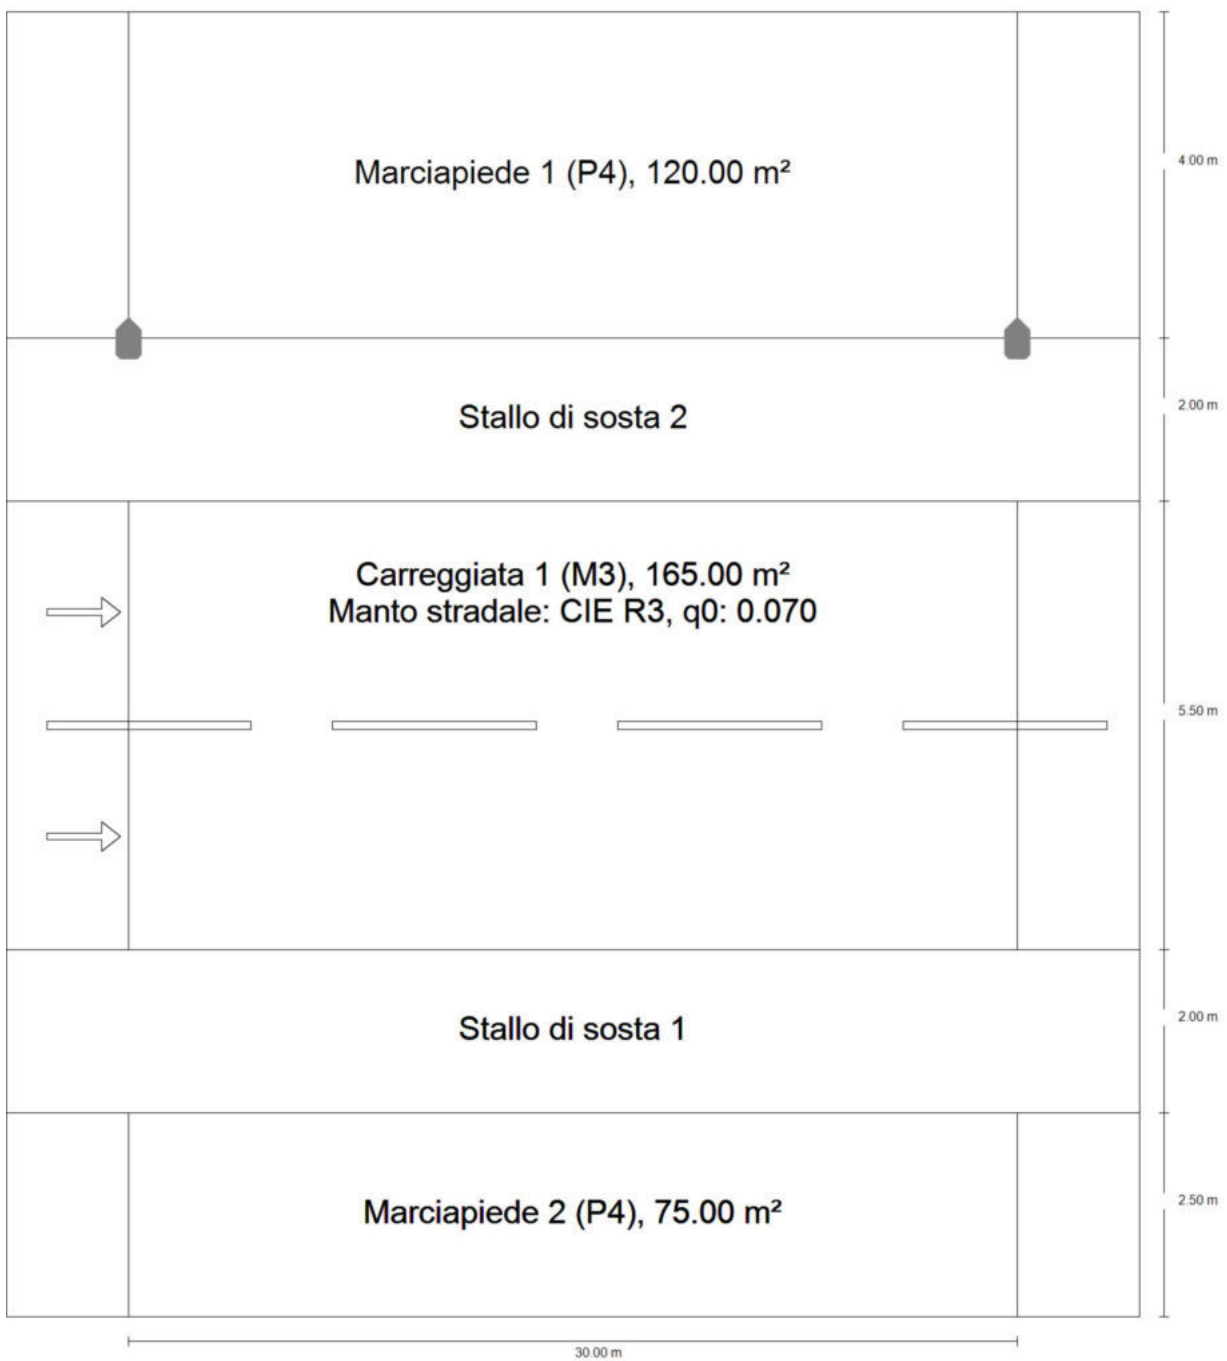 Marciapiede 1 (P4), 120.00 m²
4.00 m
Stallo di sosta 2
2.00 m
Carreggiata 1 (M3), 165.00 m²
Manto stradale: CIE R3, q0: 0.070
5.50 m
Stallo di sosta 1
2.00 m
Marciapiede 2 (P4), 75.00 m²
2.50 m
30.00 m